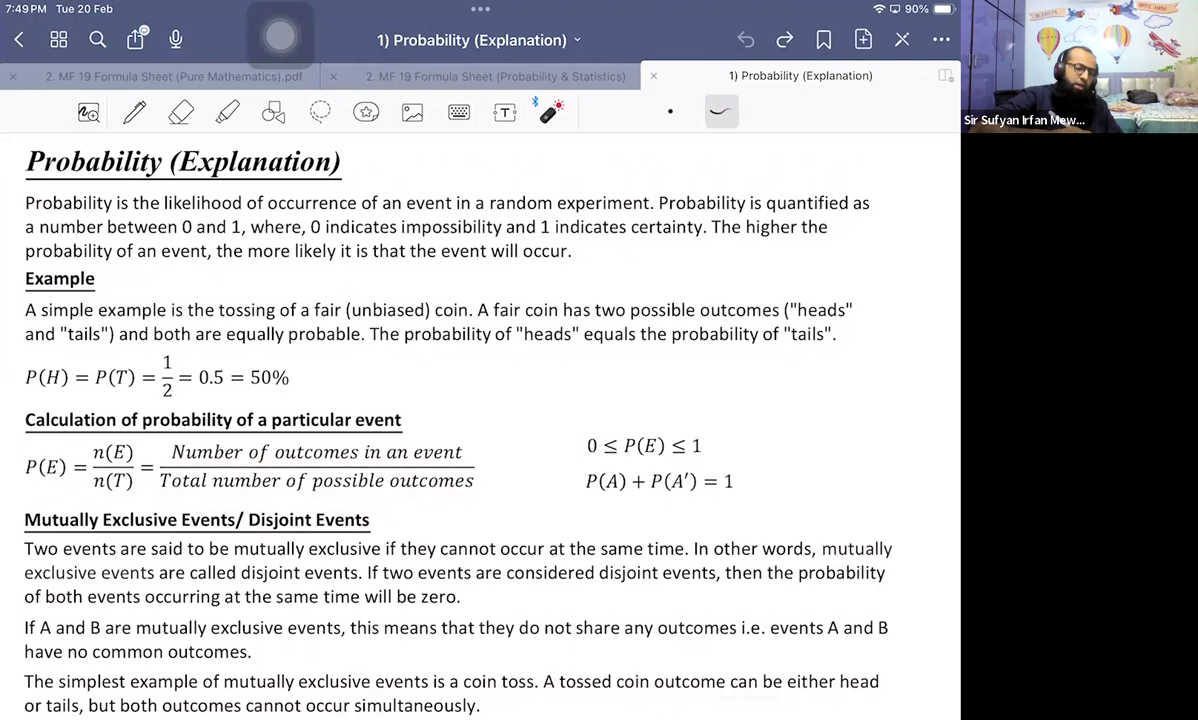 7:49 PM Tue 20 Feb
90%
1) Probability (Explanation)
2. MF 19 Formula Sheet (Pure Mathematics).pdf
2. MF 19 Formula Sheet (Probability & Statistics)
1) Probability (Explanation)
Sir Sufyan Irfan Mew...
Probability (Explanation)
Probability is the likelihood of occurrence of an event in a random experiment. Probability is quantified as
a number between 0 and 1, where, 0 indicates impossibility and 1 indicates certainty. The higher the
probability of an event, the more likely it is that the event will occur.
Example
A simple example is the tossing of a fair (unbiased) coin. A fair coin has two possible outcomes ("heads"
and "tails") and both are equally probable. The probability of "heads" equals the probability of "tails".
P(H) = P(T) = 1/2 = 0.5 = 50%
Calculation of probability of a particular event
P(E) = n(E)/n(T) = Number of outcomes in an event/Total number of possible outcomes
0 ≤ P(E) ≤ 1
P(A) + P(A′) = 1
Mutually Exclusive Events/ Disjoint Events
Two events are said to be mutually exclusive if they cannot occur at the same time. In other words, mutually
exclusive events are called disjoint events. If two events are considered disjoint events, then the probability
of both events occurring at the same time will be zero.
If A and B are mutually exclusive events, this means that they do not share any outcomes i.e. events A and B
have no common outcomes.
The simplest example of mutually exclusive events is a coin toss. A tossed coin outcome can be either head
or tails, but both outcomes cannot occur simultaneously.